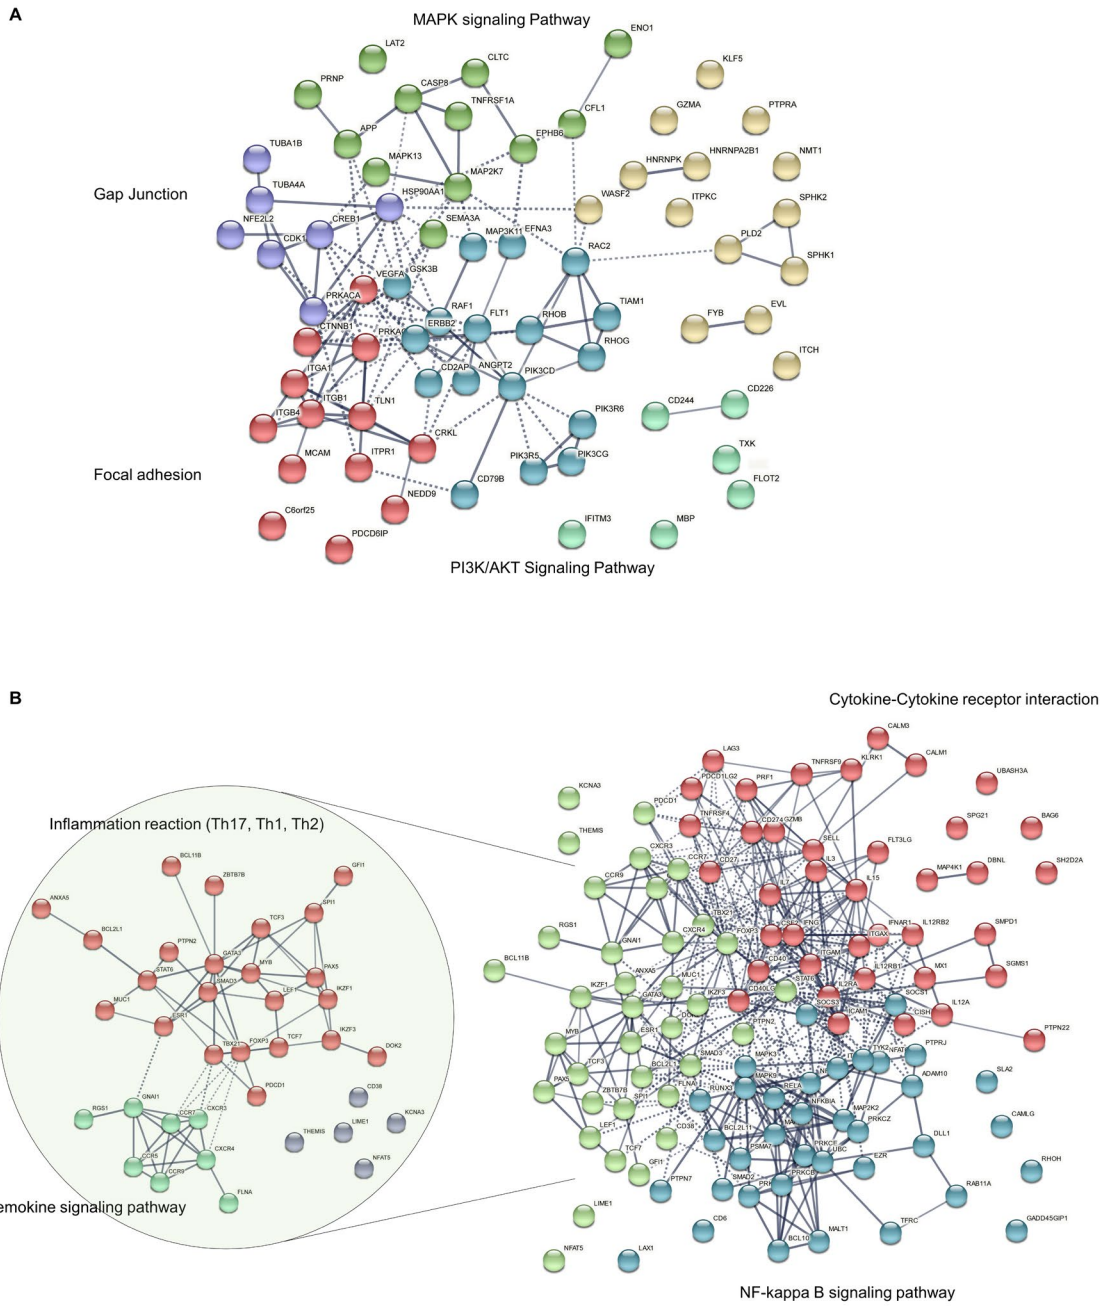 A
MAPK signaling Pathway
ENO1
LAT2
CLTC
KLF5
PRNP
CASP8
TNFRSF1A
CFL1
GZMA
PTPRA
APP
EPHB6
TUBA1B
MAPK13
MAP2K7
HNRNPK
HNRNPA2B1
NMT1
Gap Junction
TUBA4A
HSP90AA1
WASF2
ITPKC
SPHK2
NFE2L2
CREB1
SEMA3A
CDK1
MAP3K11
EFNA3
RAC2
PLD2
SPHK1
VEGFA
GSK3B
PRKACA
RAF1
TIAM1
EVL
CTNNB1
ERBB2
FLT1
RHOB
FYB
RHOG
ITCH
ITGA1
CD2AP
ANGPT2
PIK3CD
ITGB4
ITGB1
TLN1
CD244
CD226
PIK3R6
CRKL
TXK
MCAM
ITPR1
PIK3R5
PIK3CG
Focal adhesion
CD79B
FLOT2
NEDD9
C6orf25
IFITM3
MBP
PDCD6IP
PI3K/AKT Signaling Pathway
B
Cytokine-Cytokine receptor interaction
CALM3
LAG3
TNFRSF9
KLRK1
CALM1
PDCD1LG2
PRF1
UBASH3A
KCNA3
PDCD1
TNFRSF4
CD274
GZMB
SPG21
BAG6
THEMIS
SELL
FLT3LG
CXCR3
CCR7
CD27
IL3
MAP4K1
DBNL
SH2D2A
CCR9
IL7
IL15
TBX21
CSF2
IFNG
IFNAR1
IL12RB2
SMPD1
RGS1
CXCR4
FOXP3
ITGAX
GNAI1
CD40
ITGAM
BCL11B
ANXA5
MUC1
STAT6
IL12RB1
MX1
SGMS1
IKZF1
GATA3
IKZF3
CD40LG
IL2RA
SOCS1
SOCS3
ICAM1
CISH
IL12A
MYB
ESR1
PTPN2
PTPN22
TCF3
BCL2L1
SMAD3
MAPK3
TYK2
PTPRJ
PAX5
ZBTB7B
FLNA
RUNX3
MAPK9
RELA
ADAM10
SLA2
SPI1
NFKBIA
MAP2K2
LEF1
CD38
BCL2L11
PRKCZ
CAMLG
TCF7
PSMA7
PRKCE
UBC
EZR
DLL1
GFI1
PTPN7
SMAD2
PRKCB
RAB11A
RHOH
LIME1
CD6
TFRC
GADD45GIP1
NFAT5
LAX1
BCL10
MALT1
NF-kappa B signaling pathway
Inflammation reaction (Th17, Th1, Th2)
BCL11B
ZBTB7B
GFI1
ANXA5
SPI1
TCF3
BCL2L1
PTPN2
GATA3
STAT6
MYB
PAX5
SMAD3
LEF1
IKZF1
MUC1
ESR1
TBX21
FOXP3
TCF7
IKZF3
DOK2
PDCD1
CD38
GNAI1
RGS1
CCR7
CXCR3
KCNA3
LIME1
THEMIS
CCR5
CXCR4
CCR9
NFAT5
FLNA
emokine signaling pathway